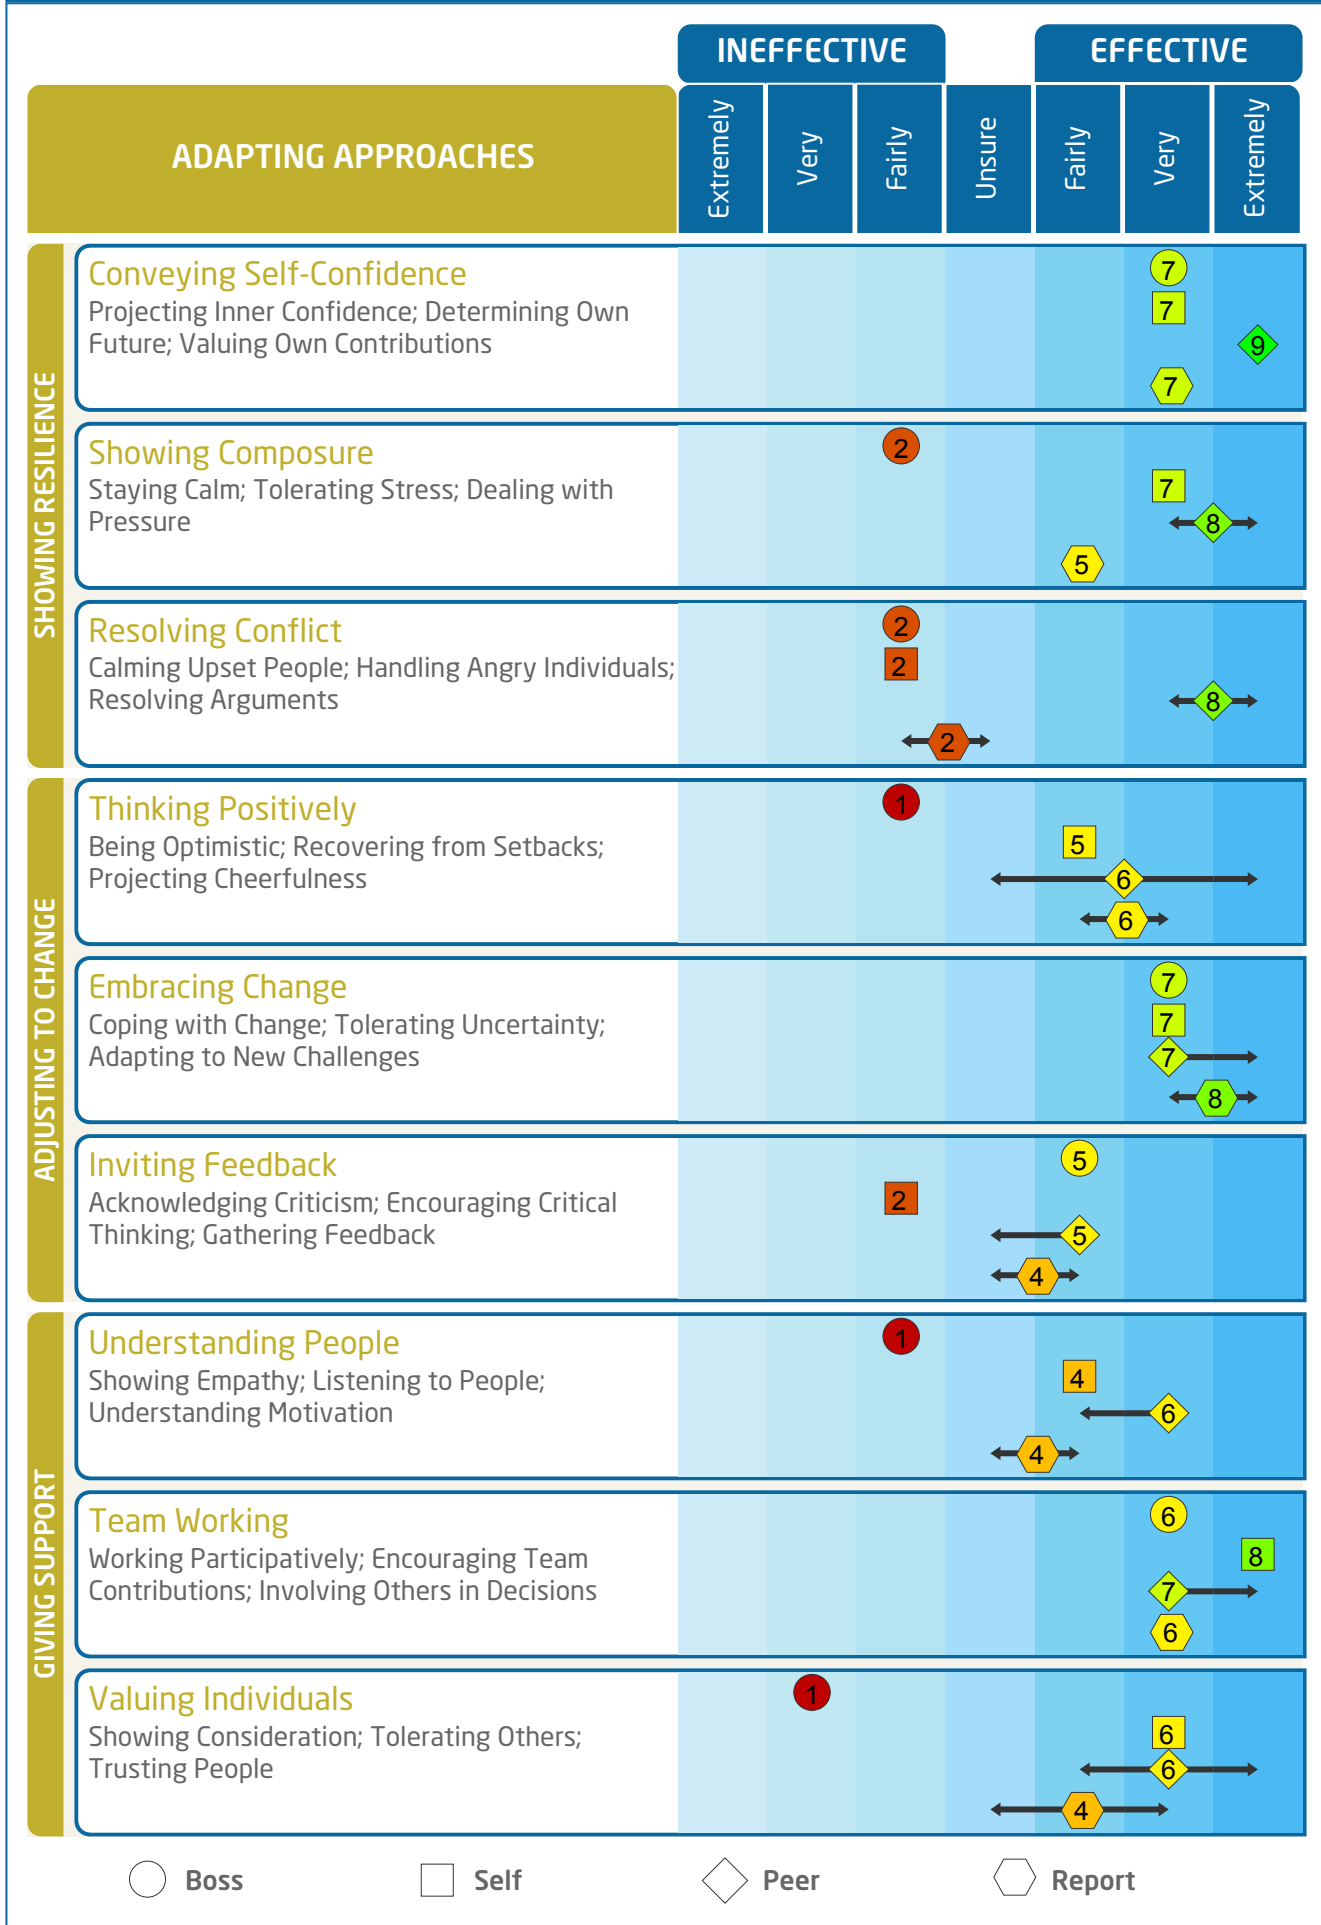 INEFFECTIVE
EFFECTIVE
ADAPTING APPROACHES
Extremely
Very
Fairly
Unsure
Fairly
Very
Extremely
SHOWING RESILIENCE
Conveying Self-Confidence
Projecting Inner Confidence; Determining Own
Future; Valuing Own Contributions
7
7
9
7
Showing Composure
Staying Calm; Tolerating Stress; Dealing with
Pressure
2
7
8
5
Resolving Conflict
Calming Upset People; Handling Angry Individuals;
Resolving Arguments
2
2
8
2
ADJUSTING TO CHANGE
Thinking Positively
Being Optimistic; Recovering from Setbacks;
Projecting Cheerfulness
1
5
6
6
Embracing Change
Coping with Change; Tolerating Uncertainty;
Adapting to New Challenges
7
7
7
8
Inviting Feedback
Acknowledging Criticism; Encouraging Critical
Thinking; Gathering Feedback
5
2
5
4
GIVING SUPPORT
Understanding People
Showing Empathy; Listening to People;
Understanding Motivation
1
4
6
4
Team Working
Working Participatively; Encouraging Team
Contributions; Involving Others in Decisions
6
8
7
6
Valuing Individuals
Showing Consideration; Tolerating Others;
Trusting People
1
6
6
4
Boss
Self
Peer
Report